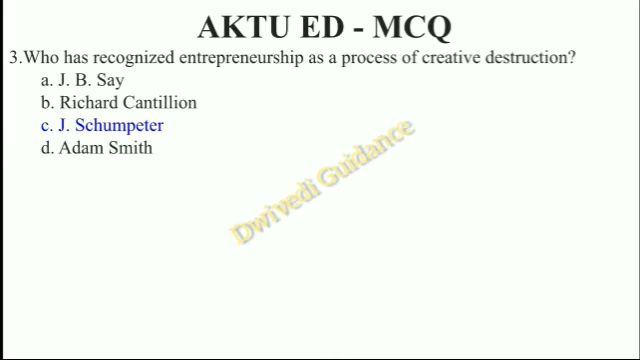 AKTU ED - MCQ
3.Who has recognized entrepreneurship as a process of creative destruction?
a. J. B. Say
b. Richard Cantillion
c. J. Schumpeter
d. Adam Smith
Dwivedi Guidance